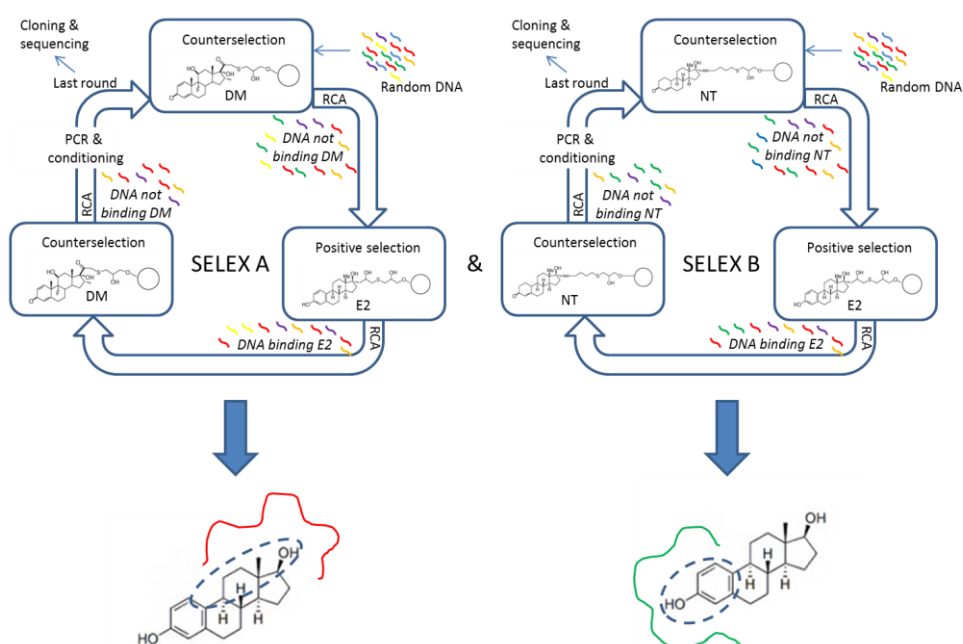 Cloning &
sequencing
Last round
Counterselection
DM
Random DNA
RCA
DNA not
binding DM
PCR &
conditioning
RCA
DNA not
binding DM
Counterselection
DM
SELEX A
Positive selection
E2
RCA
DNA binding E2
&
Cloning &
sequencing
Last round
Counterselection
NT
Random DNA
RCA
DNA not
binding NT
PCR &
conditioning
RCA
DNA not
binding NT
Counterselection
NT
SELEX B
Positive selection
E2
RCA
DNA binding E2
OH
H
H
H
HO
OH
H
H
H
HO